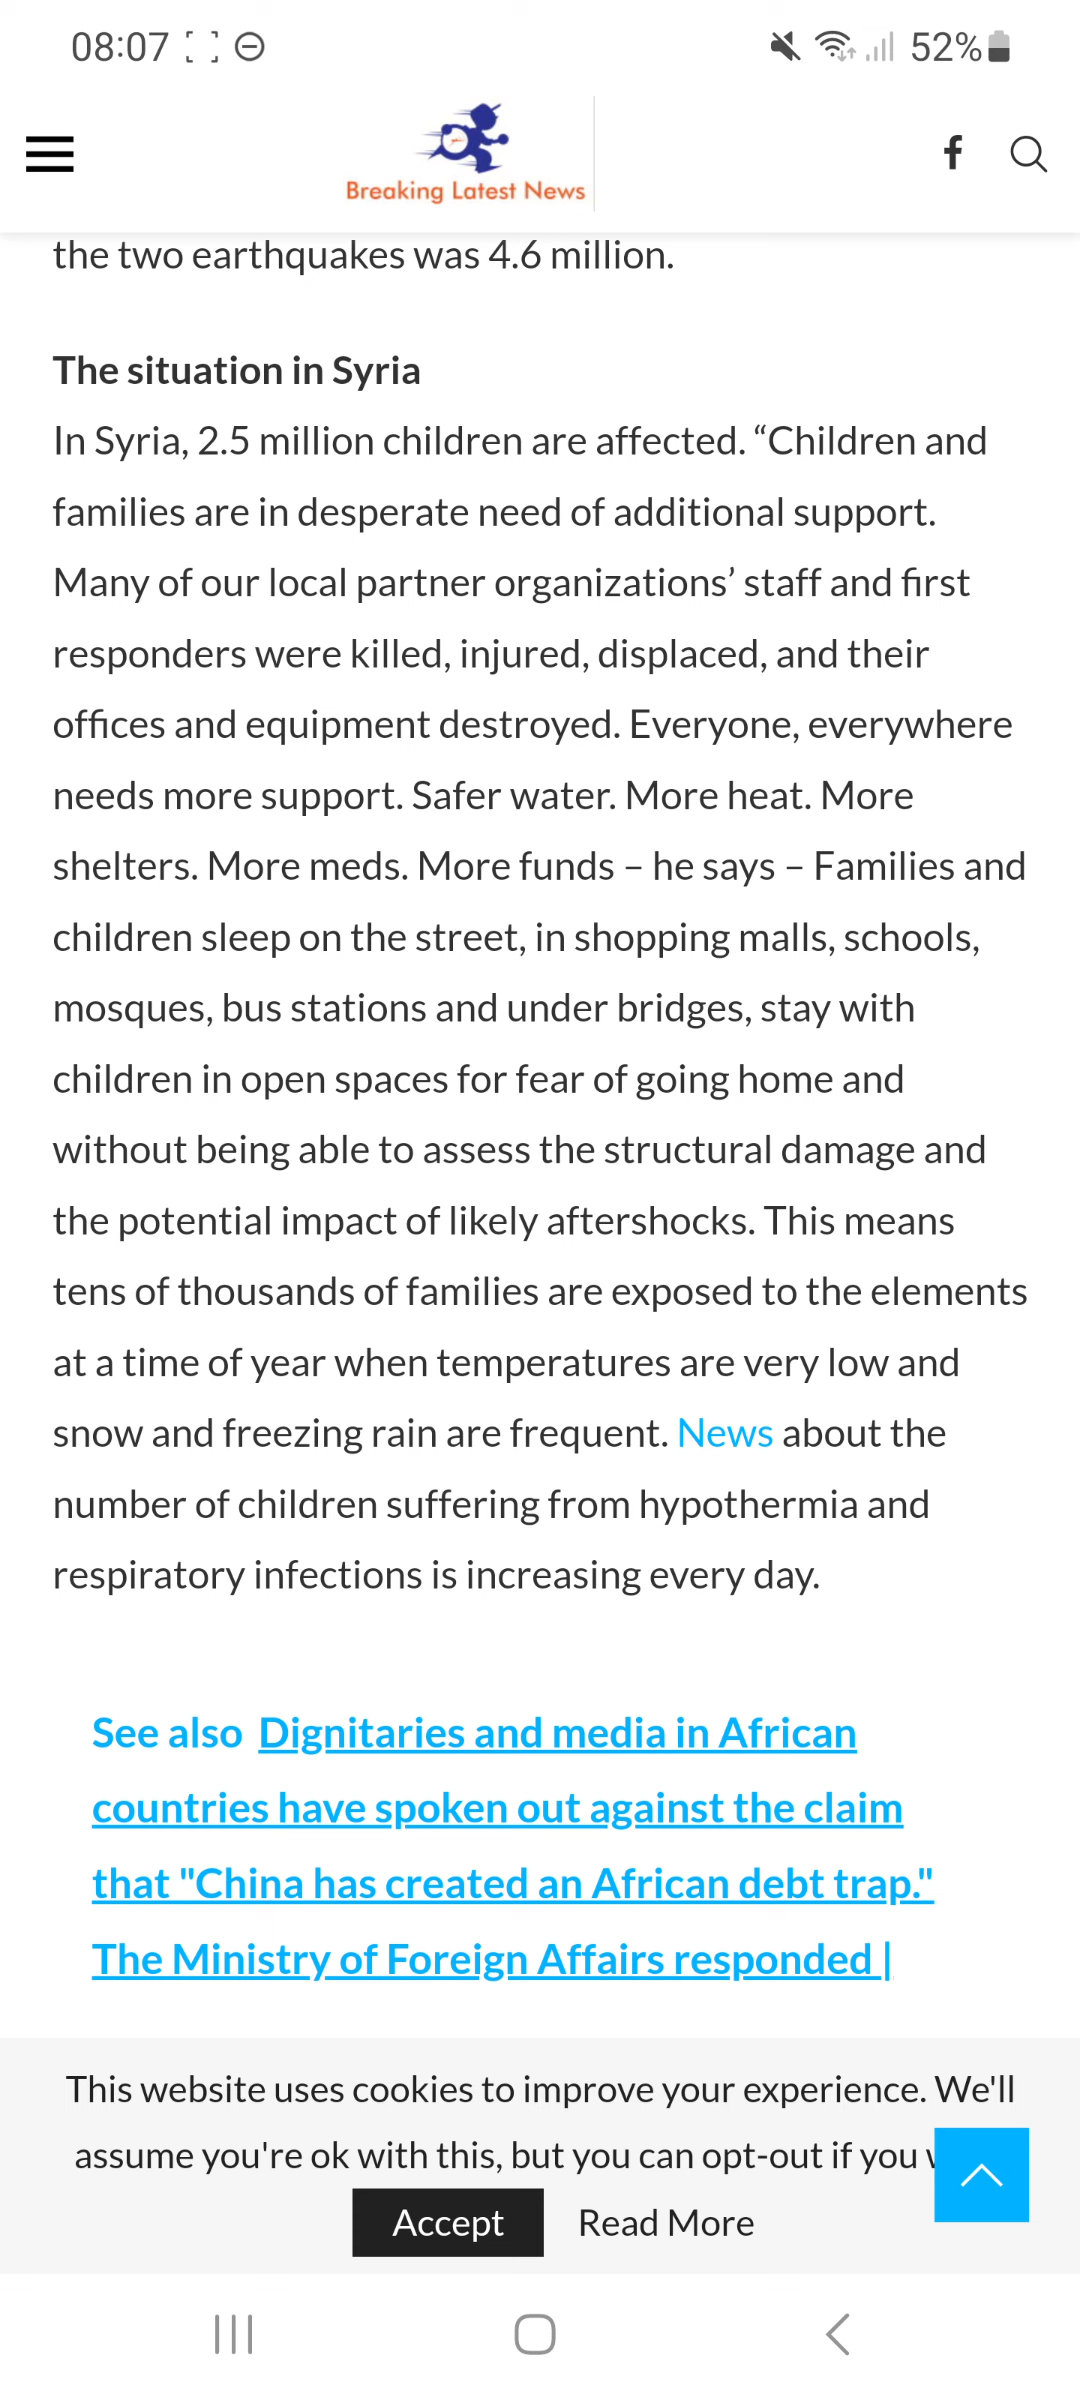 08:07
52%
Breaking Latest News
the two earthquakes was 4.6 million.
The situation in Syria
In Syria, 2.5 million children are affected. “Children and
families are in desperate need of additional support.
Many of our local partner organizations’ staff and first
responders were killed, injured, displaced, and their
offices and equipment destroyed. Everyone, everywhere
needs more support. Safer water. More heat. More
shelters. More meds. More funds – he says – Families and
children sleep on the street, in shopping malls, schools,
mosques, bus stations and under bridges, stay with
children in open spaces for fear of going home and
without being able to assess the structural damage and
the potential impact of likely aftershocks. This means
tens of thousands of families are exposed to the elements
at a time of year when temperatures are very low and
snow and freezing rain are frequent. News about the
number of children suffering from hypothermia and
respiratory infections is increasing every day.
See also Dignitaries and media in African
countries have spoken out against the claim
that "China has created an African debt trap."
The Ministry of Foreign Affairs responded |
This website uses cookies to improve your experience. We'll
assume you're ok with this, but you can opt-out if you
Accept
Read More